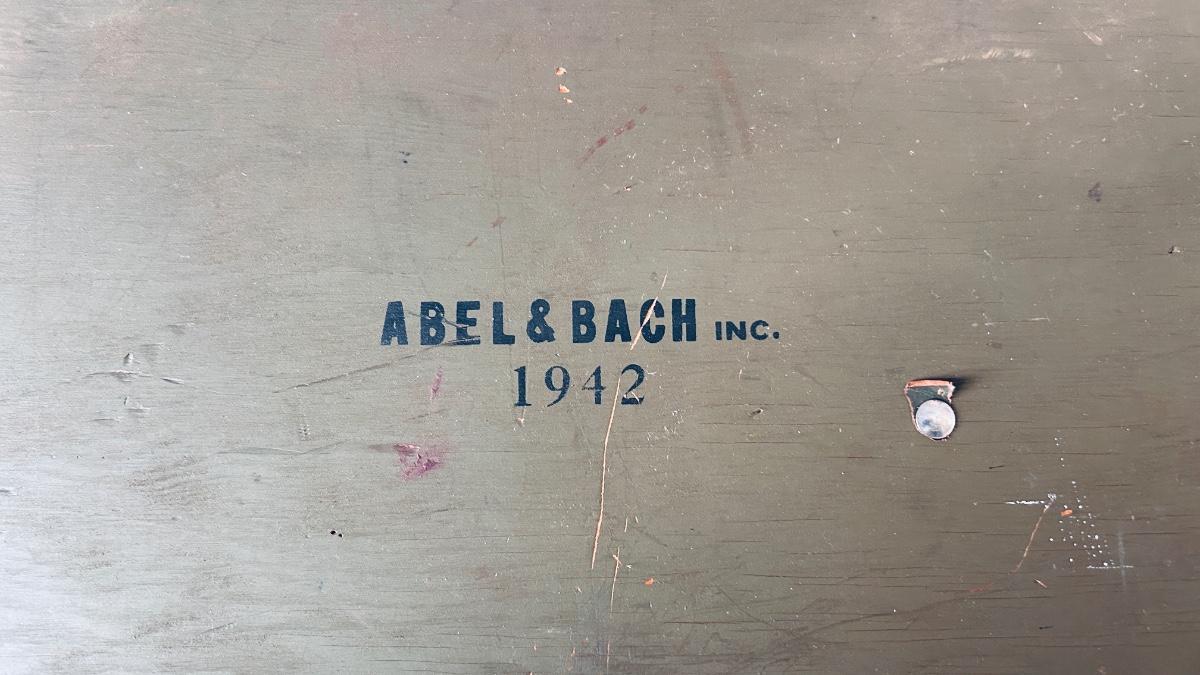 ABEL & BACH INC.
1942